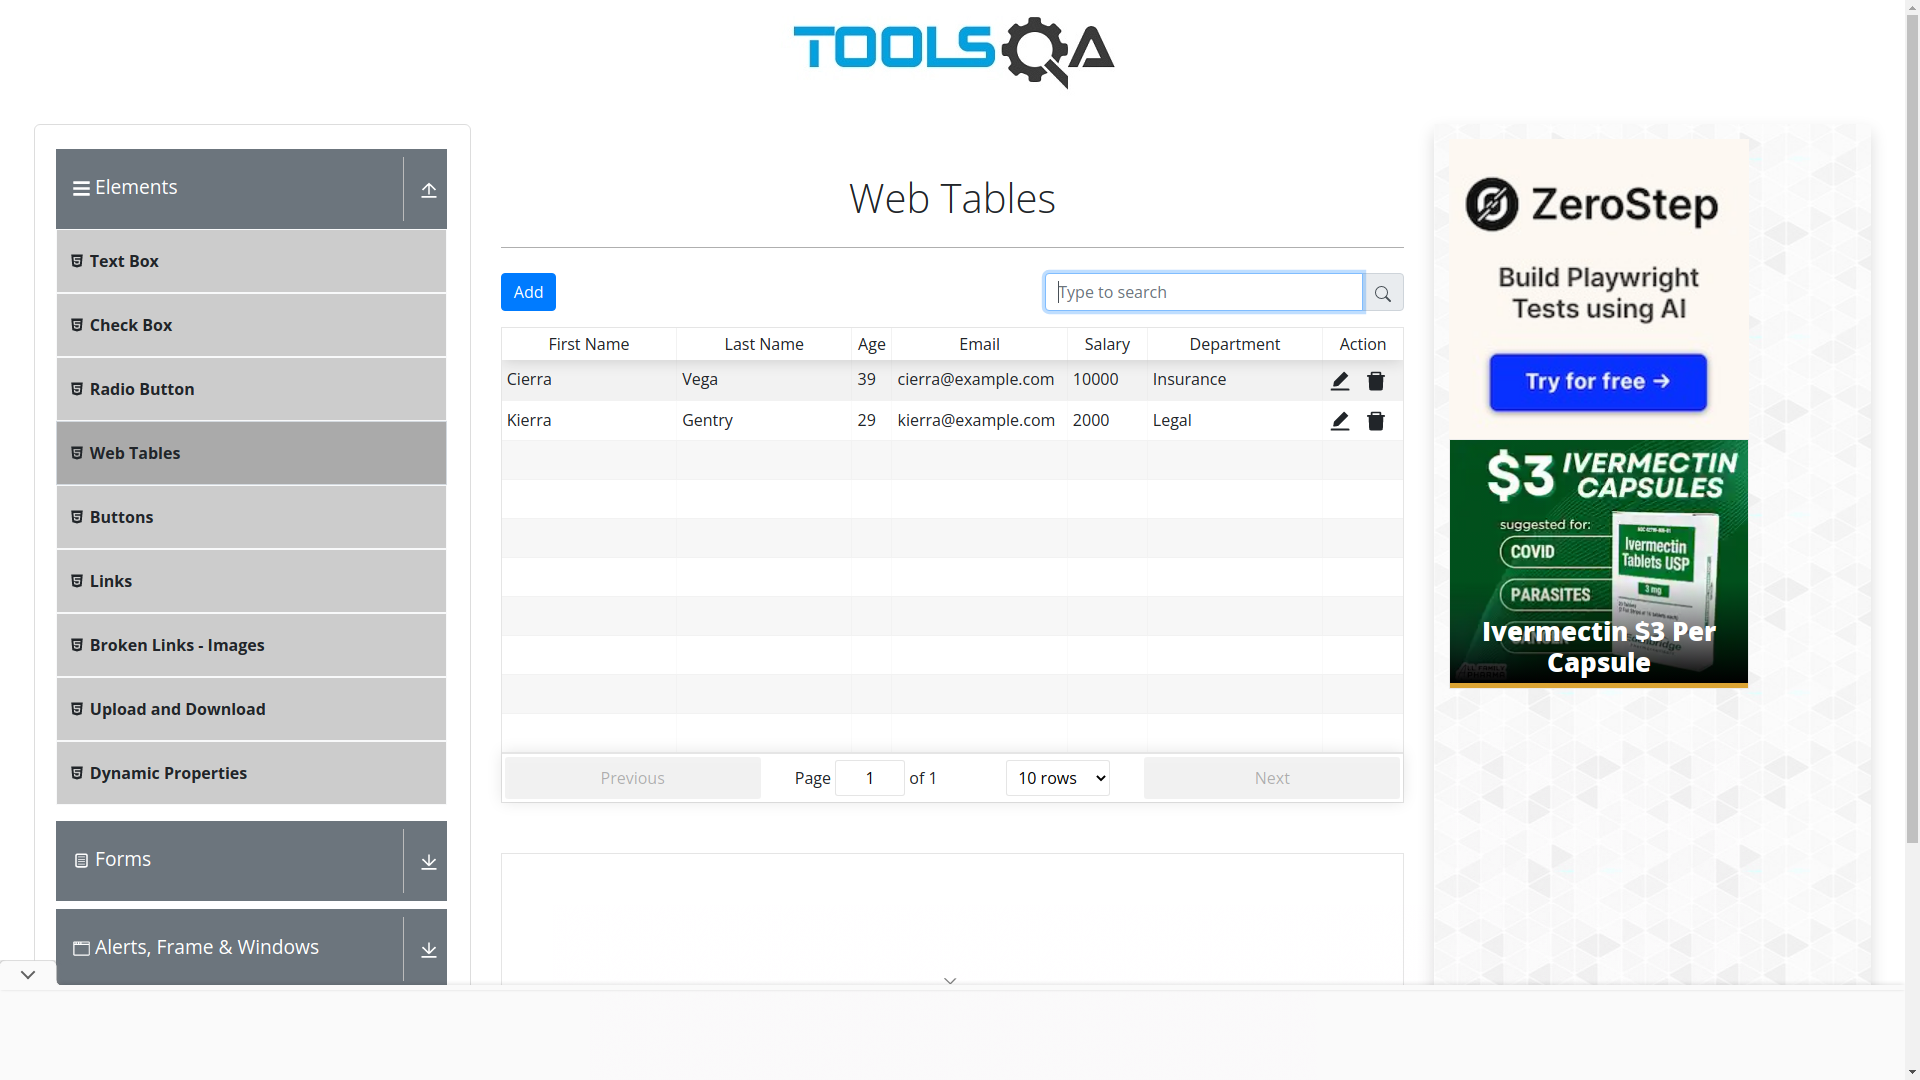 TOOLSQA
Elements
Text Box
Check Box
Radio Button
Web Tables
Buttons
Links
Broken Links - Images
Upload and Download
Dynamic Properties
Forms
Alerts, Frame & Windows
Web Tables
Add
Type to search
First Name Last Name Age Email Salary Department Action
Cierra Vega 39 cierra@example.com 10000 Insurance
Kierra Gentry 29 kierra@example.com 2000 Legal
Previous Page 1 of 1 10 rows Next
ZeroStep
Build Playwright
Tests using AI
Try for free →
$3 IVERMECTIN
CAPSULES
suggested for:
COVID
PARASITES
Ivermectin
Tablets USP
3 mg
Ivermectin $3 Per
Capsule